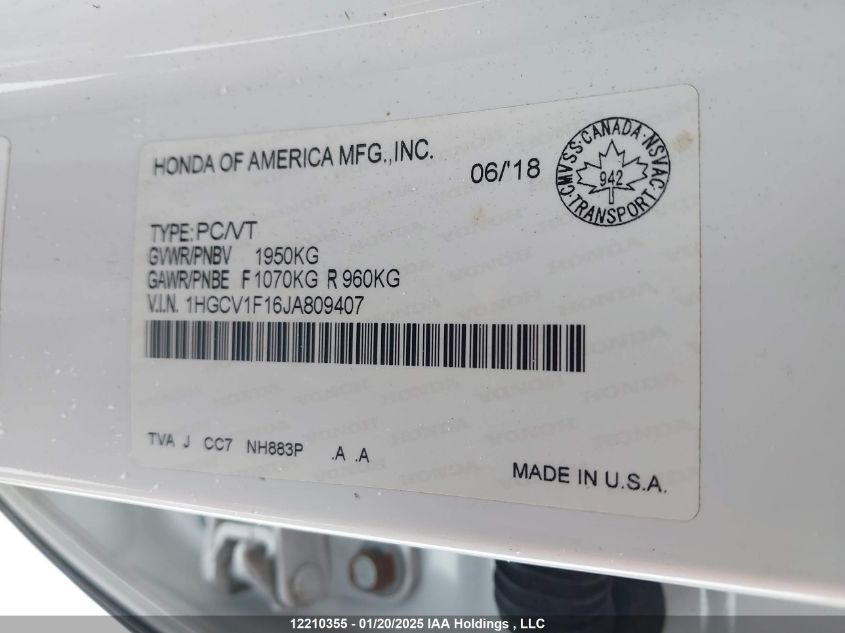 HONDA OF AMERICA MFG.,INC.
06/'18
CMVSS·CANADA·NSVAC·TRANSPORT·
942
TYPE: PC/VT
GVWR/PNBV 1950KG
GAWR/PNBE F 1070KG R 960KG
V.I.N. 1HGCV1F16JA809407
TVA J CC7 NH883P .A .A
MADE IN U.S.A.
12210355 - 01/20/2025 IAA Holdings , LLC